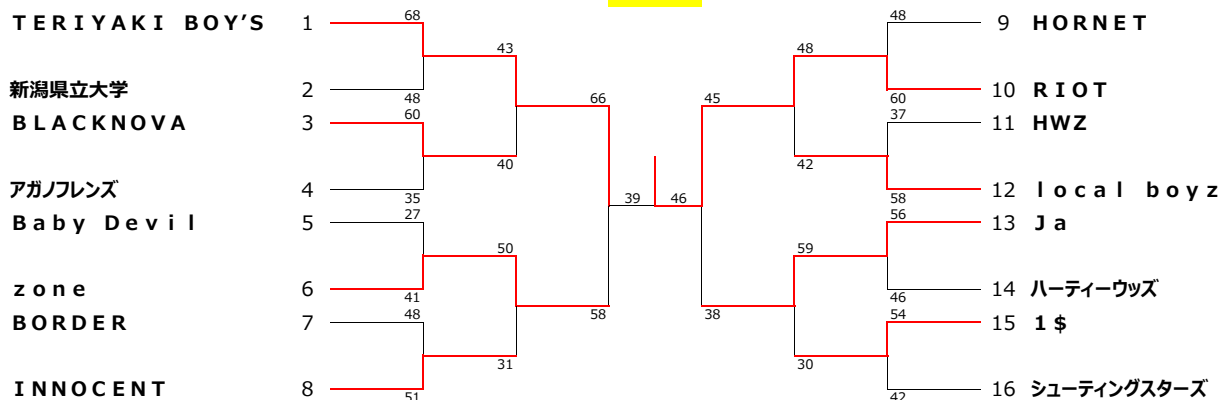 68 48
TERIYAKI BOY'S 1 9 HORNET
43 48
新潟県立大学 2 66 45 10 RIOT
48 60
60 37
BLACKNOVA 3 11 HWZ
40 42
アガノフレンズ 4 39 46 12 local boyz
35 58
27 56
Baby Devil 5 13 Ja
50 59
zone 6 14 ハーティーウッズ
41 46
48 58 38 54
BORDER 7 15 1$
31 30
INNOCENT 8 16 シューティングスターズ
51 42